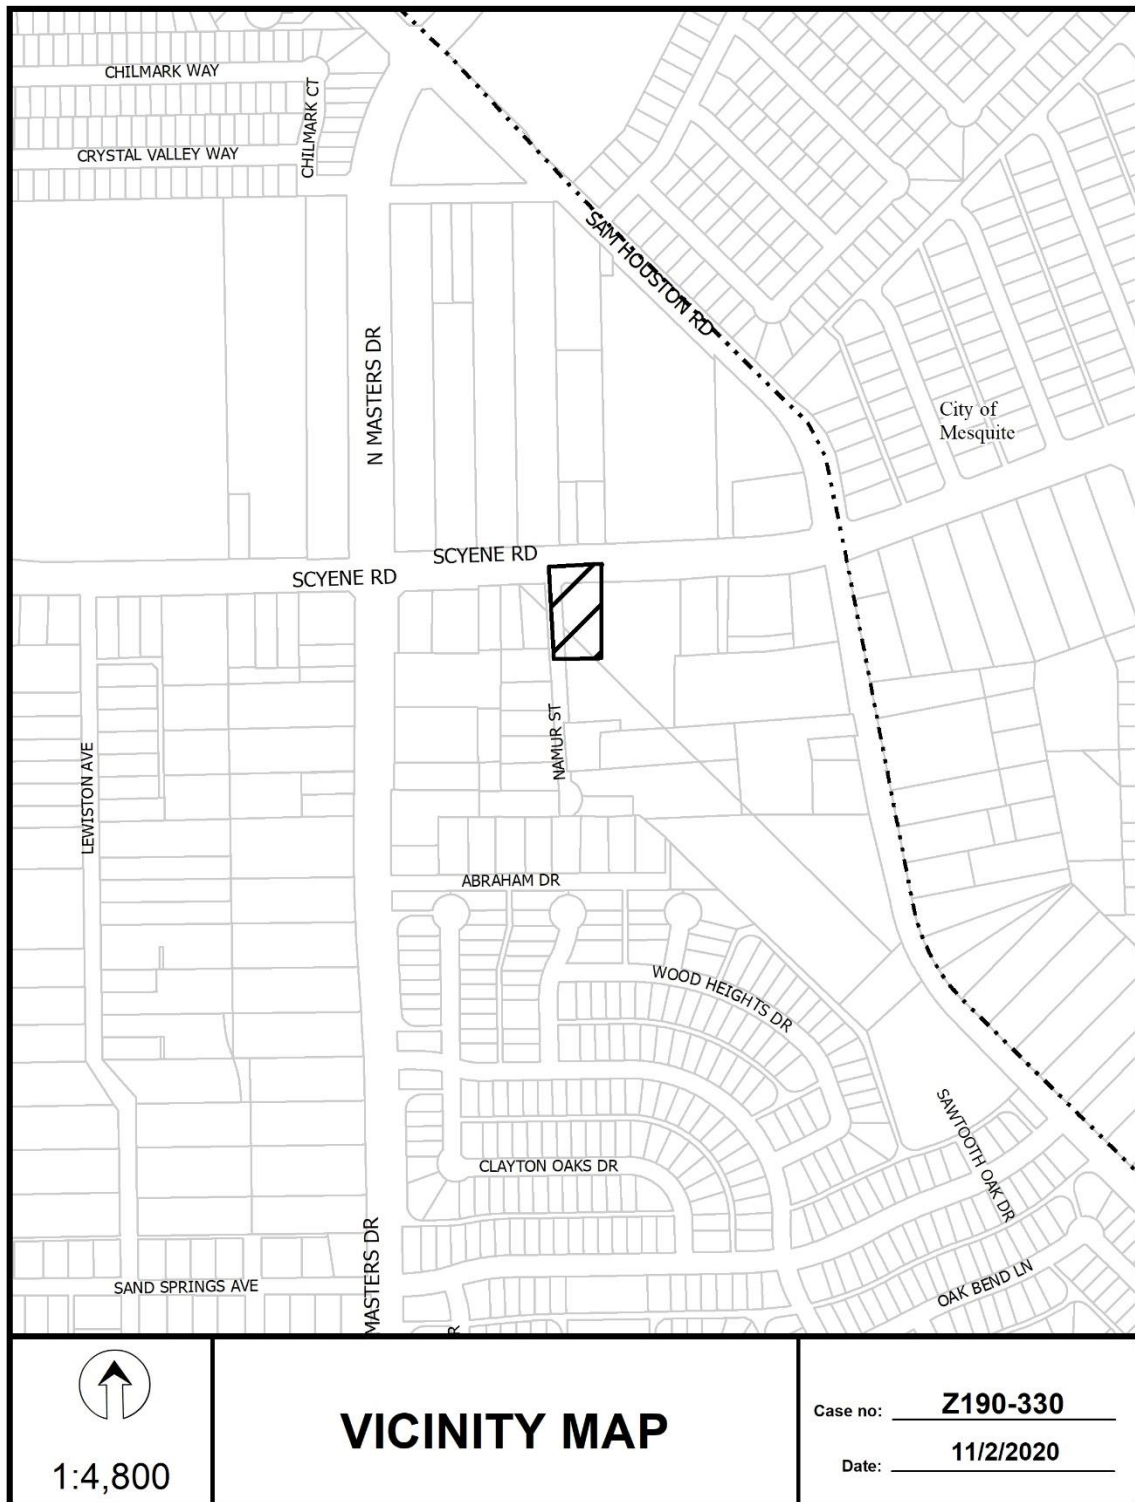 CHILMARK WAY
CHILMARK CT
CRYSTAL VALLEY WAY
SAM HOUSTON RD
N MASTERS DR
City of
Mesquite
SCYENE RD
SCYENE RD
NAMUR ST
LEWISTON AVE
ABRAHAM DR
WOOD HEIGHTS DR
SAWTOOTH OAK DR
CLAYTON OAKS DR
MASTERS DR
SAND SPRINGS AVE
OAK BEND LN
R
1:4,800
VICINITY MAP
Case no: Z190-330
Date: 11/2/2020